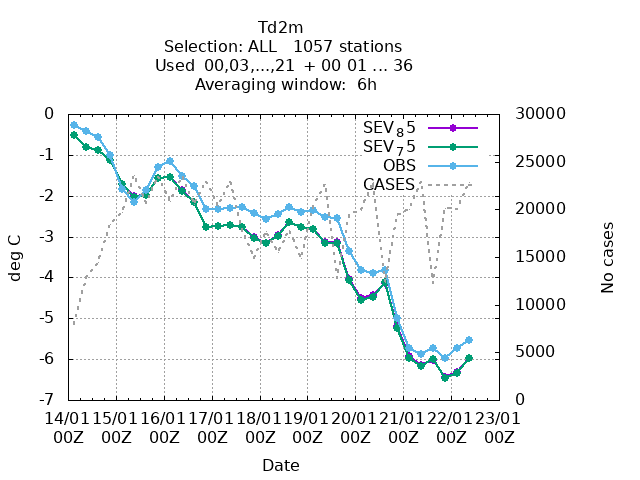 Td2m
Selection: ALL   1057 stations
Used  00,03,...,21  + 00 01 ... 36
Averaging window:  6h
0 30000
-1 25000
-2 20000
-3 15000
-4 10000
-5 5000
-6 0
-7
SEV₈5
SEV₇5
OBS
CASES
deg C
No cases
14/01 15/01 16/01 17/01 18/01 19/01 20/01 21/01 22/01 23/01
00Z 00Z 00Z 00Z 00Z 00Z 00Z 00Z 00Z 00Z
Date